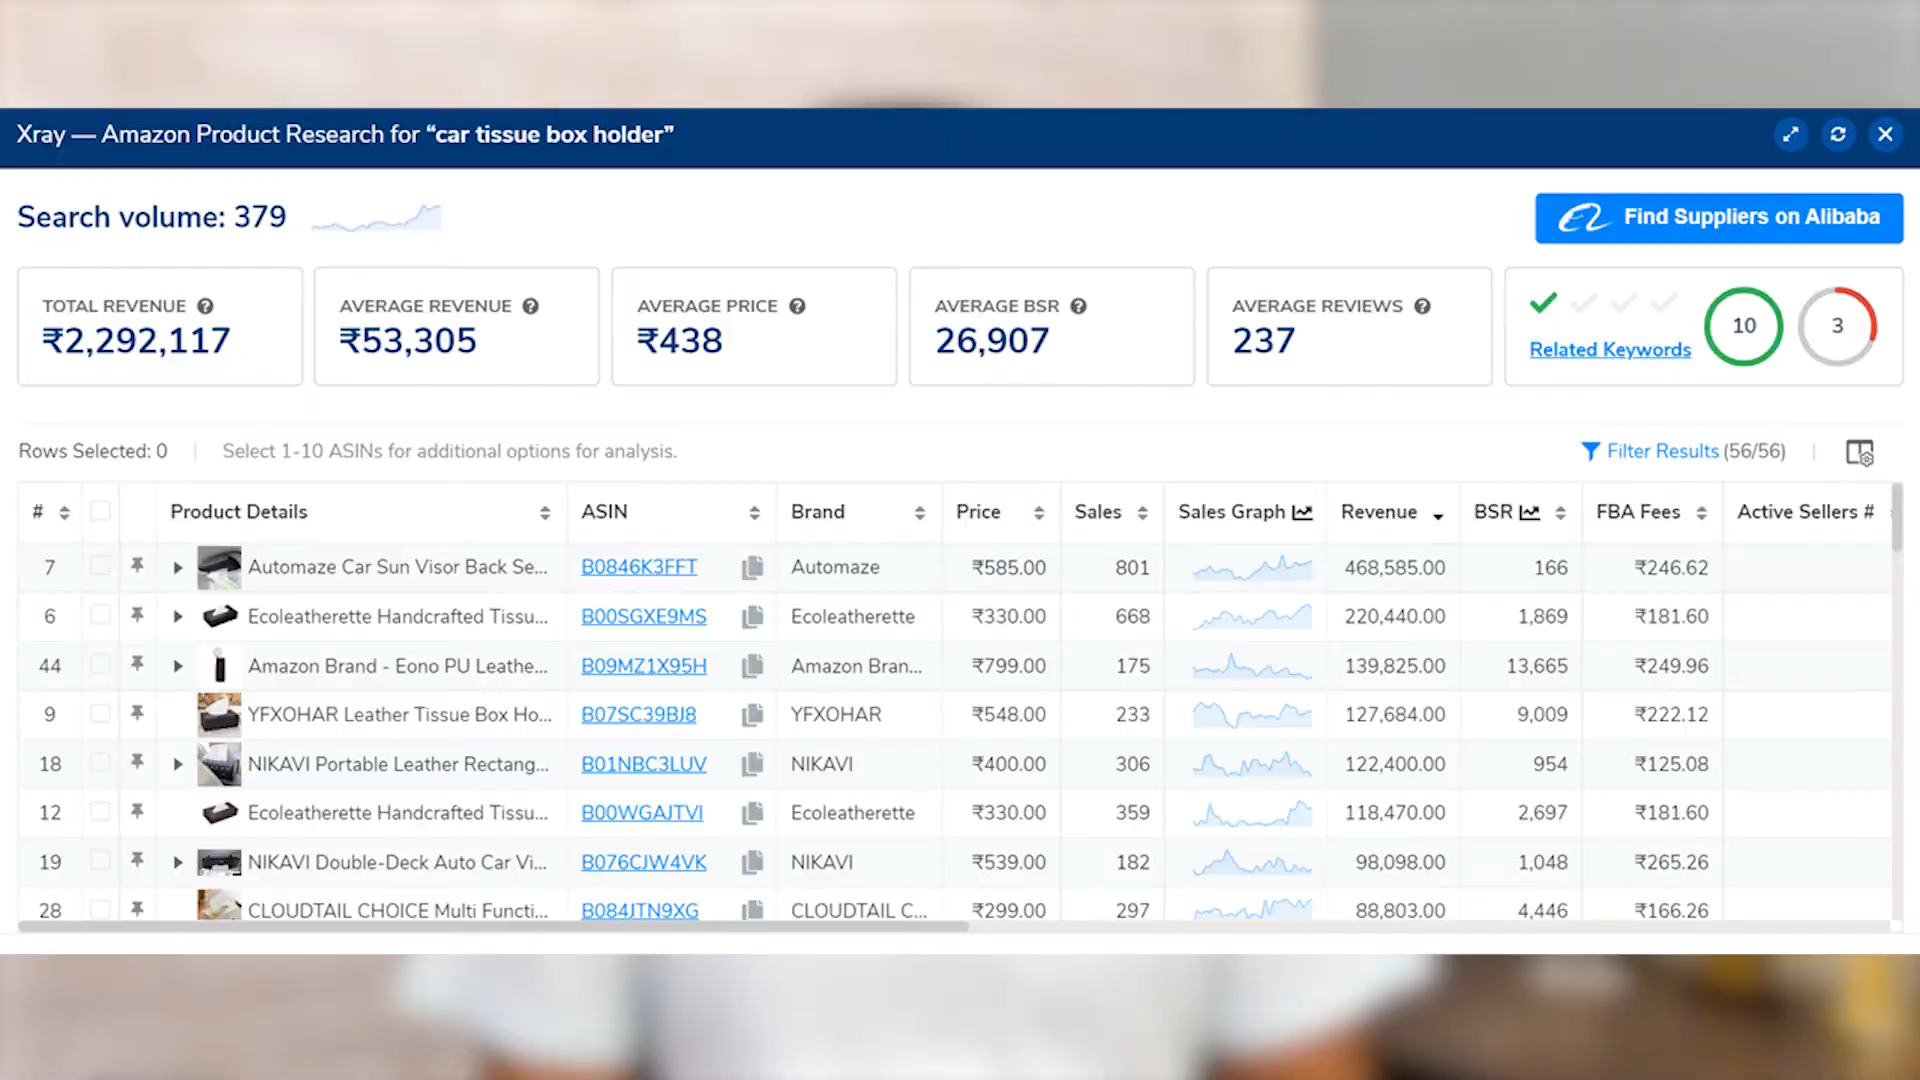 Xray — Amazon Product Research for “car tissue box holder”
Search volume: 379
Find Suppliers on Alibaba
TOTAL REVENUE ?
₹2,292,117
AVERAGE REVENUE ?
₹53,305
AVERAGE PRICE ?
₹438
AVERAGE BSR ?
26,907
AVERAGE REVIEWS ?
237
Related Keywords
10
3
Rows Selected: 0 | Select 1-10 ASINs for additional options for analysis.
Filter Results (56/56)
# Product Details ASIN Brand Price Sales Sales Graph Revenue BSR FBA Fees Active Sellers #
7 Automaze Car Sun Visor Back Se... B0846K3FFT Automaze ₹585.00 801 468,585.00 166 ₹246.62
6 Ecoleatherette Handcrafted Tissu... B00SGXE9MS Ecoleatherette ₹330.00 668 220,440.00 1,869 ₹181.60
44 Amazon Brand - Eono PU Leathe... B09MZ1X95H Amazon Bran... ₹799.00 175 139,825.00 13,665 ₹249.96
9 YFXOHAR Leather Tissue Box Ho... B07SC39BJ8 YFXOHAR ₹548.00 233 127,684.00 9,009 ₹222.12
18 NIKAVI Portable Leather Rectang... B01NBC3LUV NIKAVI ₹400.00 306 122,400.00 954 ₹125.08
12 Ecoleatherette Handcrafted Tissu... B00WGAJTVI Ecoleatherette ₹330.00 359 118,470.00 2,697 ₹181.60
19 NIKAVI Double-Deck Auto Car Vi... B076CJW4VK NIKAVI ₹539.00 182 98,098.00 1,048 ₹265.26
28 CLOUDTAIL CHOICE Multi Functi... B084JTN9XG CLOUDTAIL C... ₹299.00 297 88,803.00 4,446 ₹166.26